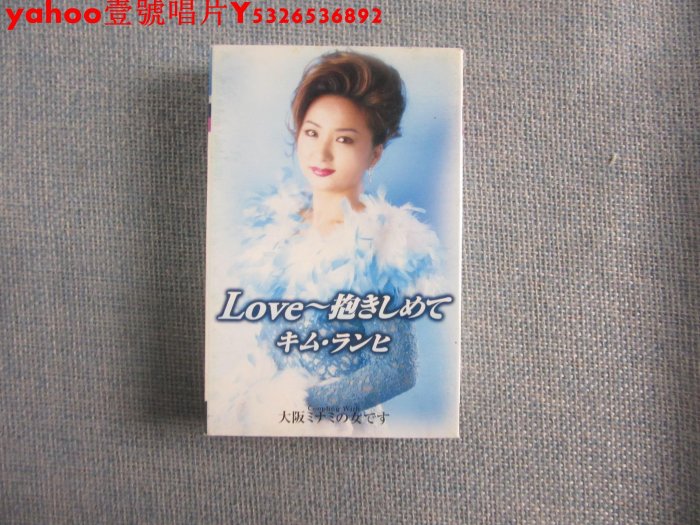 yahoo壹號唱片Y5326536892
Love～抱きしめて
キム・ランヒ
Coupling With
大阪ミナミの女です